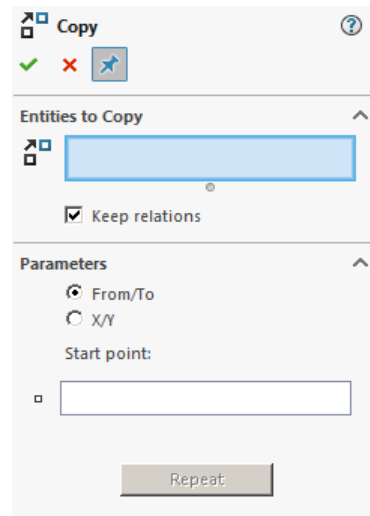 Copy
Entities to Copy
Keep relations
Parameters
From/To
X/Y
Start point:
Repeat